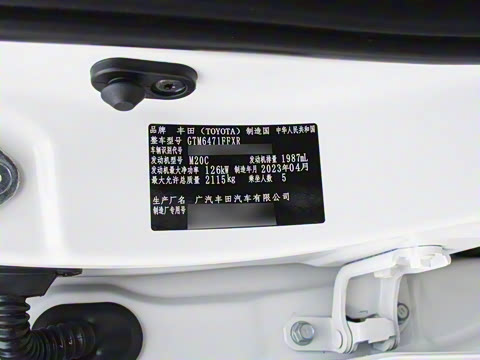 品牌 丰田(TOYOTA) 制造国 中华人民共和国
整车型号 GTM6471FFXR
车辆识别代号
发动机型号 M20C 发动机排量 1987mL
发动机最大净功率 126kW 制造年月 2023年04月
最大允许总质量 2115kg 乘坐人数 5
生产厂名 广汽丰田汽车有限公司
制造厂专用号